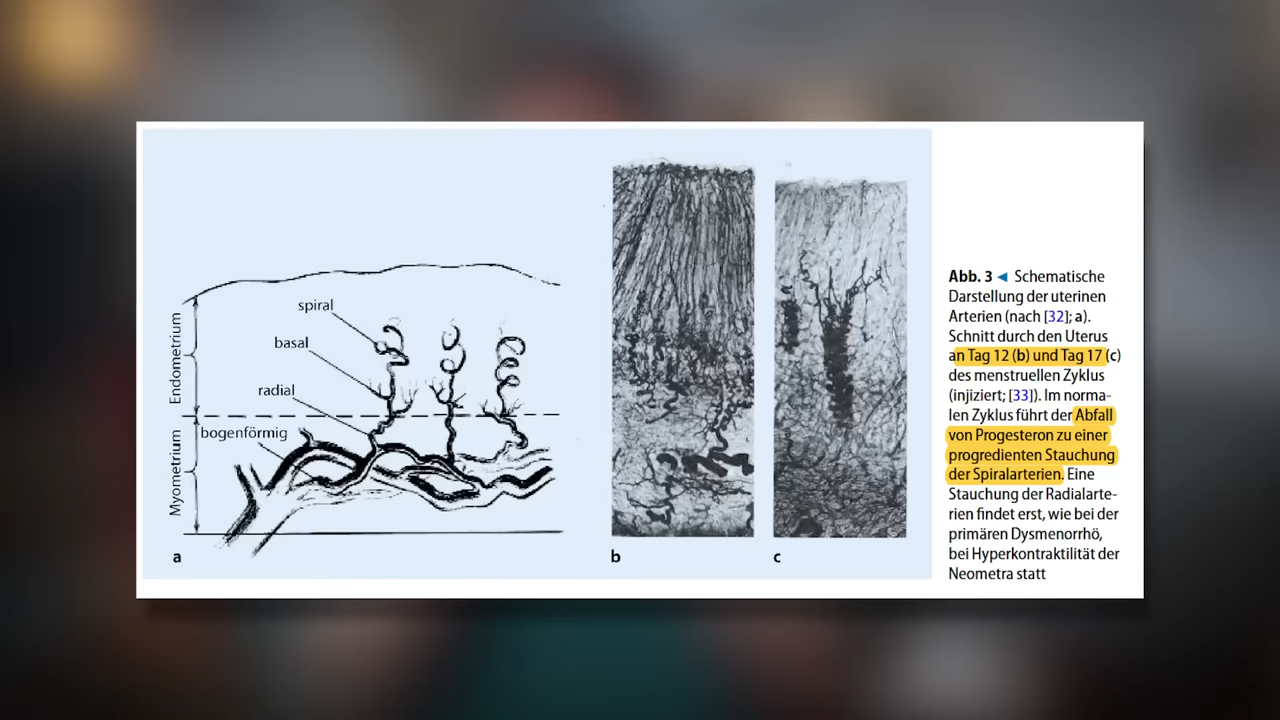 spiral
basal
radial
bogenförmig
Endometrium
Myometrium
a
b
c
Abb. 3 ◄ Schematische
Darstellung der uterinen
Arterien (nach [32]; a).
Schnitt durch den Uterus
an Tag 12 (b) und Tag 17 (c)
des menstruellen Zyklus
(injiziert; [33]). Im norma-
len Zyklus führt der Abfall
von Progesteron zu einer
progredienten Stauchung
der Spiralarterien. Eine
Stauchung der Radialarte-
rien findet erst, wie bei der
primären Dysmenorrhö,
bei Hyperkontraktilität der
Neometra statt